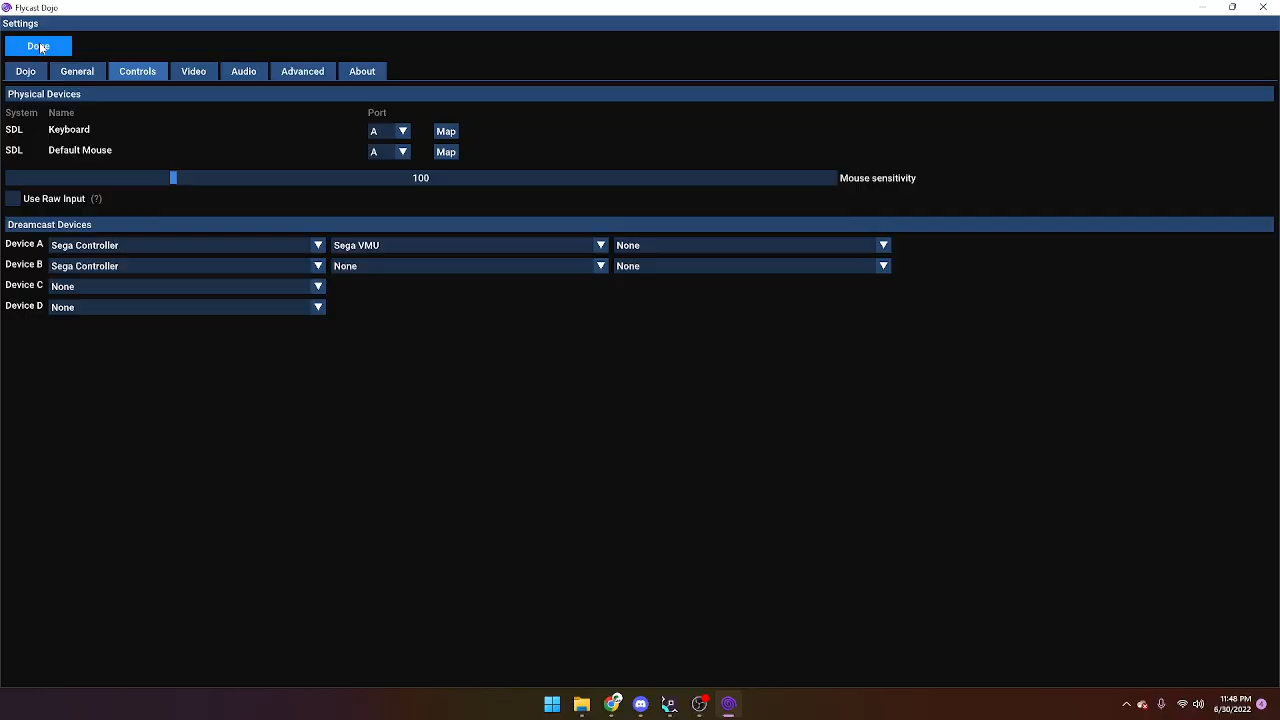 Flycast Dojo
Settings
Done
Dojo General Controls Video Audio Advanced About
Physical Devices
System Name Port
SDL Keyboard A Map
SDL Default Mouse A Map
100 Mouse sensitivity
Use Raw Input (?)
Dreamcast Devices
Device A Sega Controller Sega VMU None
Device B Sega Controller None None
Device C None
Device D None
11:48 PM
6/30/2022
4